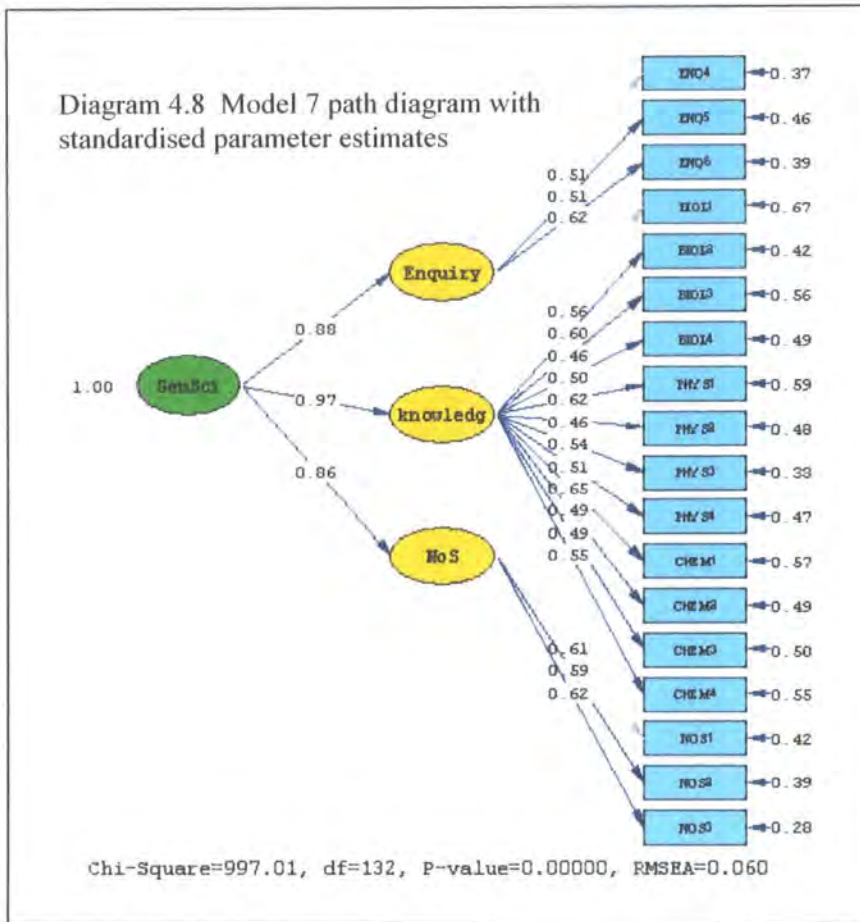 Diagram 4.8 Model 7 path diagram with
standardised parameter estimates
1.00
GenSci
0.88
0.97
0.86
Enquiry
knowledg
NoS
0.51
0.51
0.62
0.56
0.60
0.46
0.50
0.62
0.46
0.54
0.51
0.65
0.49
0.49
0.55
0.61
0.59
0.62
ENQ4 0.37
ENQ5 0.46
ENQ6 0.39
BIOL1 0.67
BIOL2 0.42
BIOL3 0.56
BIOL4 0.49
PHYS1 0.59
PHYS2 0.48
PHYS3 0.38
PHYS4 0.47
CHEM1 0.57
CHEM2 0.49
CHEM3 0.50
CHEM4 0.55
NOS1 0.42
NOS2 0.39
NOS3 0.28
Chi-Square=997.01, df=132, P-value=0.00000, RMSEA=0.060